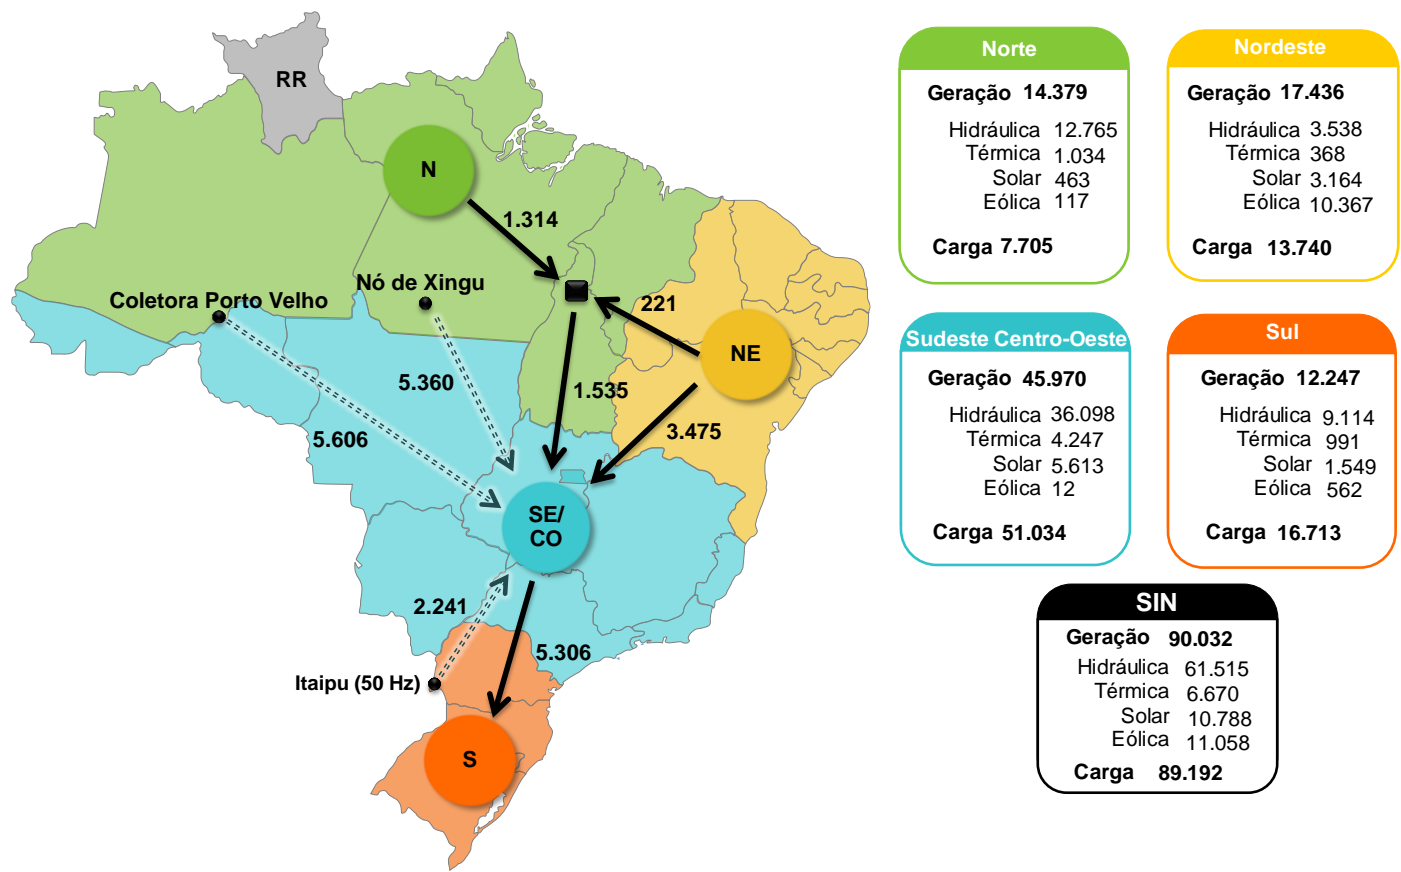 RR
N
1.314
Nó de Xingu
Coletora Porto Velho
221
NE
5.360
1.535
5.606
3.475
SE/
CO
2.241
5.306
Itaipu (50 Hz)
S
Norte
Geração 14.379
Hidráulica 12.765
Térmica 1.034
Solar 463
Eólica 117
Carga 7.705
Nordeste
Geração 17.436
Hidráulica 3.538
Térmica 368
Solar 3.164
Eólica 10.367
Carga 13.740
Sudeste Centro-Oeste
Geração 45.970
Hidráulica 36.098
Térmica 4.247
Solar 5.613
Eólica 12
Carga 51.034
Sul
Geração 12.247
Hidráulica 9.114
Térmica 991
Solar 1.549
Eólica 562
Carga 16.713
SIN
Geração 90.032
Hidráulica 61.515
Térmica 6.670
Solar 10.788
Eólica 11.058
Carga 89.192